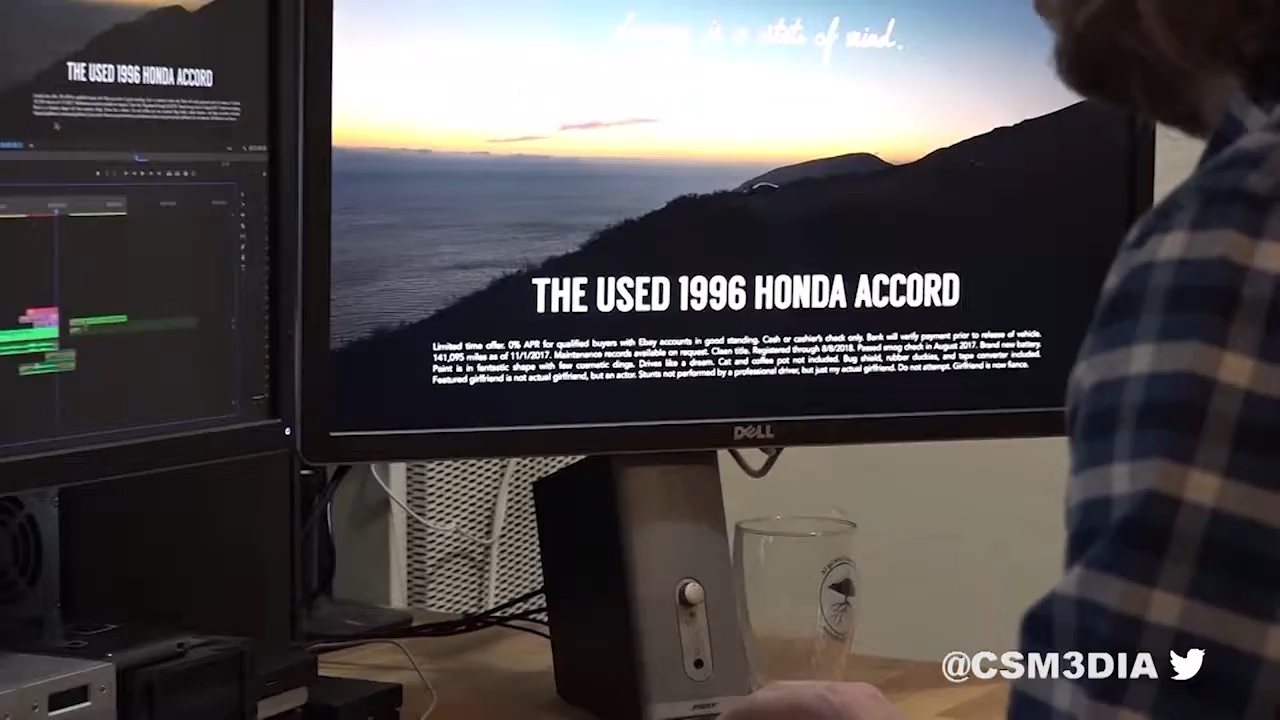 is a state of mind.
THE USED 1996 HONDA ACCORD
THE USED 1996 HONDA ACCORD
Limited time offer. 0% APR for qualified buyers with Ebay accounts in good standing. Cash or cashier's check only. Bank will verify payment prior to release of vehicle.
141,095 miles as of 11/1/2017. Maintenance records available on request. Clean title. Registered through 8/8/2018. Passed smog check in August 2017. Brand new battery.
Paint is in fantastic shape with few cosmetic dings. Drives like a dream. Cat and coffee pot not included. Bug shield, rubber duckies, and tape converter included.
Featured girlfriend is not actual girlfriend, but an actor. Stunts not performed by a professional driver, but just my actual girlfriend. Do not attempt. Girlfriend is now fiance.
DELL
BOSE
@CSM3DIA